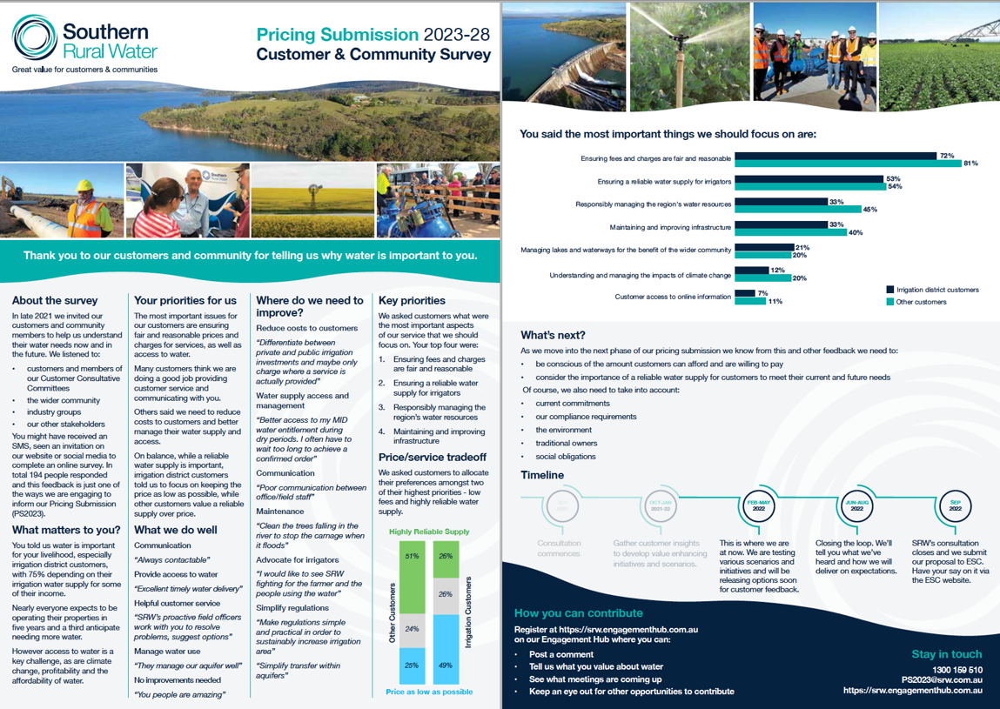 Southern
Rural Water
Great value for customers & communities
Pricing Submission 2023-28
Customer & Community Survey
Thank you to our customers and community for telling us why water is important to you.
About the survey
In late 2021 we invited our
customers and community
members to help us understand
their water needs now and in
the future. We listened to:
• customers and members of
our Customer Consultative
Committees
• the wider community
• industry groups
• our other stakeholders
You might have received an
SMS, seen an invitation on
our website or social media to
complete an online survey. In
total 194 people responded
and this feedback is just one of
the ways we are engaging to
inform our Pricing Submission
(PS2023).
What matters to you?
You told us water is important
for your livelihood, especially
irrigation district customers,
with 75% depending on their
irrigation water supply for some
of their income.
Nearly everyone expects to be
operating their properties in
five years and a third anticipate
needing more water.
However access to water is a
key challenge, as are climate
change, profitability and the
affordability of water.
Your priorities for us
The most important issues for
our customers are ensuring
fair and reasonable prices and
charges for services, as well as
access to water.
Many customers think we are
doing a good job providing
customer service and
communicating with you.
Others said we need to reduce
costs to customers and better
manage their water supply and
access.
On balance, while a reliable
water supply is important,
irrigation district customers
told us to focus on keeping the
price as low as possible, while
other customers value a reliable
supply over price.
What we do well
Communication
“Always contactable”
Provide access to water
“Excellent timely water delivery”
Helpful customer service
“SRW’s proactive field officers
work with you to resolve
problems, suggest options”
Manage water use
“They manage our aquifer well”
No improvements needed
“You people are amazing”
Where do we need to
improve?
Reduce costs to customers
“Differentiate between
private and public irrigation
investments and maybe only
charge where a service is
actually provided”
Water supply access and
management
“Better access to my MID
water entitlement during
dry periods. I often have to
wait too long to achieve a
confirmed order”
Communication
“Poor communication between
office/field staff”
Maintenance
“Clean the trees falling in the
river to stop the carnage when
it floods”
Advocate for irrigators
“I would like to see SRW
fighting for the farmer and the
people using the water”
Simplify regulations
“Make regulations simple
and practical in order to
sustainably increase irrigation
area”
“Simplify transfer within
aquifers”
Key priorities
We asked customers what were
the most important aspects
of our service that we should
focus on. Your top four were:
1. Ensuring fees and charges
are fair and reasonable
2. Ensuring a reliable water
supply for irrigators
3. Responsibly managing the
region’s water resources
4. Maintaining and improving
infrastructure
Price/service tradeoff
We asked customers to allocate
their preferences amongst two
of their highest priorities - low
fees and highly reliable water
supply.
Highly Reliable Supply
Other Customers
51%
24%
25%
26%
26%
49%
Irrigation Customers
Price as low as possible
You said the most important things we should focus on are:
Ensuring fees and charges are fair and reasonable
72%
81%
Ensuring a reliable water supply for irrigators
53%
54%
Responsibly managing the region's water resources
33%
45%
Maintaining and improving infrastructure
33%
40%
Managing lakes and waterways for the benefit of the wider community
21%
20%
Understanding and managing the impacts of climate change
12%
20%
Customer access to online information
7%
11%
Irrigation district customers
Other customers
What’s next?
As we move into the next phase of our pricing submission we know from this and other feedback we need to:
• be conscious of the amount customers can afford and are willing to pay
• consider the importance of a reliable water supply for customers to meet their current and future needs
Of course, we also need to take into account:
• current commitments
• our compliance requirements
• the environment
• traditional owners
• social obligations
Timeline
Consultation
commences.
OCT-JAN
2021-22
Gather customer insights
to develop value enhancing
initiatives and scenarios.
FEB-MAY
2022
This is where we are
at now. We are testing
various scenarios and
initiatives and will be
releasing options soon
for customer feedback.
JUN-AUG
2022
Closing the loop. We’ll
tell you what we’ve
heard and how we will
deliver on expectations.
SEP
2022
SRW’s consultation
closes and we submit
our proposal to ESC.
Have your say on it via
the ESC website.
How you can contribute
Register at https://srw.engagementhub.com.au
on our Engagement Hub where you can:
• Post a comment
• Tell us what you value about water
• See what meetings are coming up
• Keep an eye out for other opportunities to contribute
Stay in touch
1300 159 510
PS2023@srw.com.au
https://srw.engagementhub.com.au